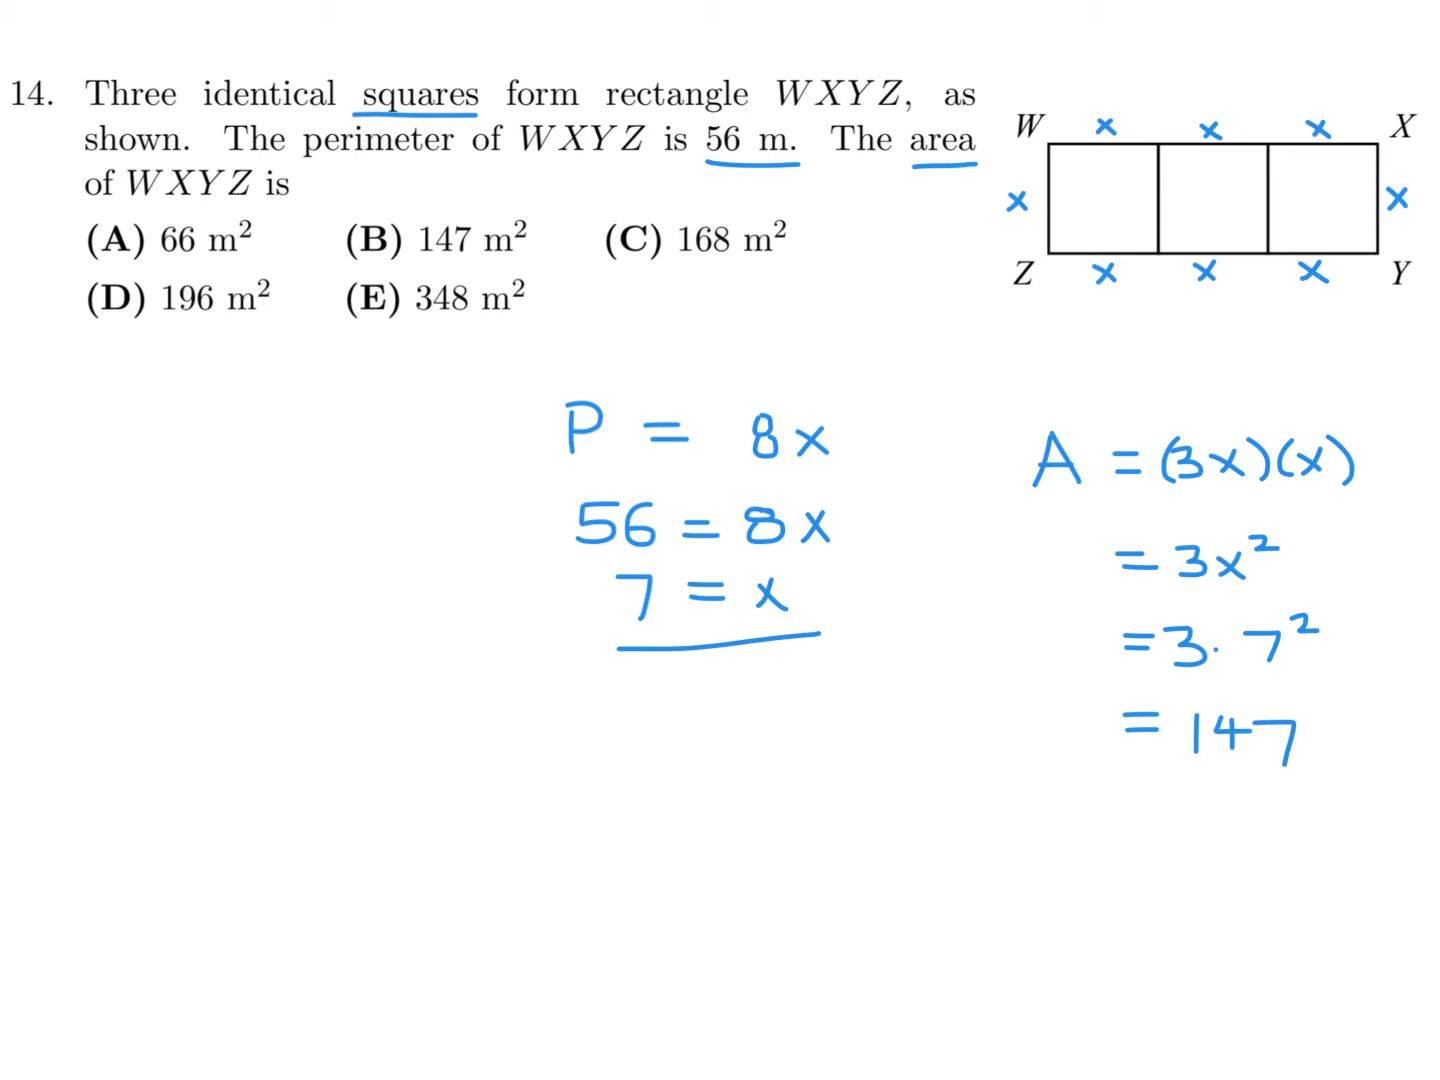 14. Three identical squares form rectangle WXYZ, as
shown. The perimeter of WXYZ is 56 m. The area
of WXYZ is
(A) 66 m²
(B) 147 m²
(C) 168 m²
(D) 196 m²
(E) 348 m²
W x x x X
x x
Z x x x Y
P = 8x
56 = 8x
7 = x
A = (3x)(x)
= 3x²
= 3·7²
= 147